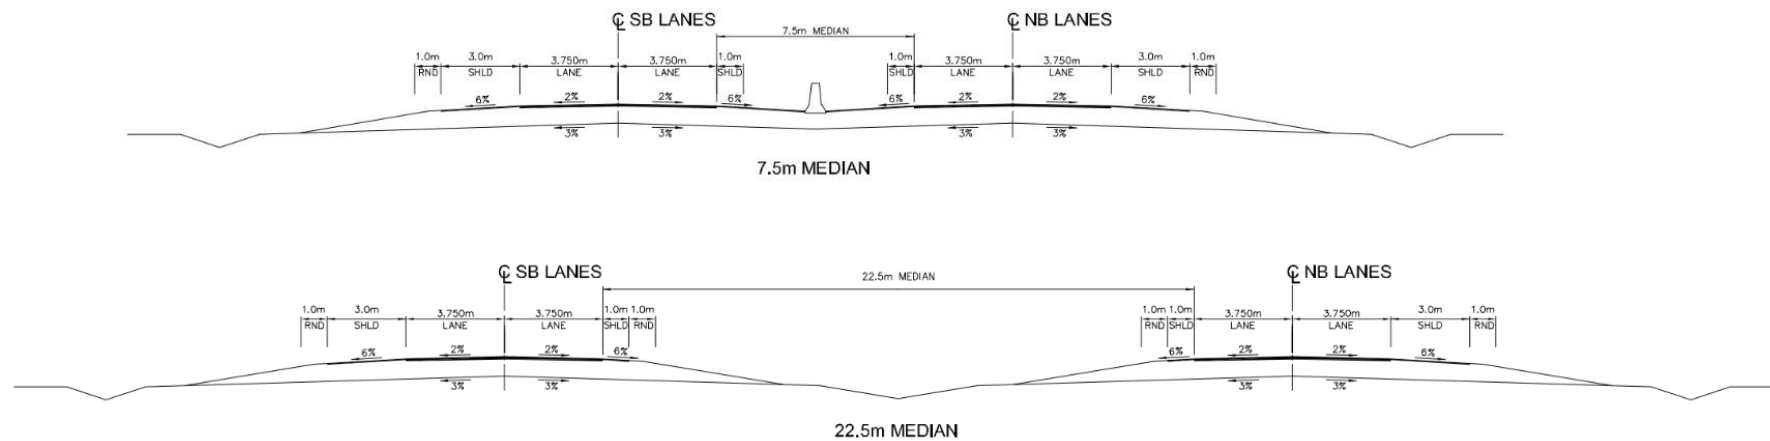 ℄ SB LANES ℄ NB LANES
7.5m MEDIAN
1.0m 3.0m 3.750m 3.750m 1.0m 1.0m 3.750m 3.750m 3.0m 1.0m
RND SHLD LANE LANE SHLD SHLD LANE LANE SHLD RND
6% 2% 2% 6% 6% 2% 2% 6%
3% 3% 3% 3%
7.5m MEDIAN
℄ SB LANES ℄ NB LANES
22.5m MEDIAN
1.0m 3.0m 3.750m 3.750m 1.0m 1.0m 1.0m 1.0m 3.750m 3.750m 3.0m 1.0m
RND SHLD LANE LANE SHLD RND RND SHLD LANE LANE SHLD RND
6% 2% 2% 6% 6% 2% 2% 6%
3% 3% 3% 3%
22.5m MEDIAN